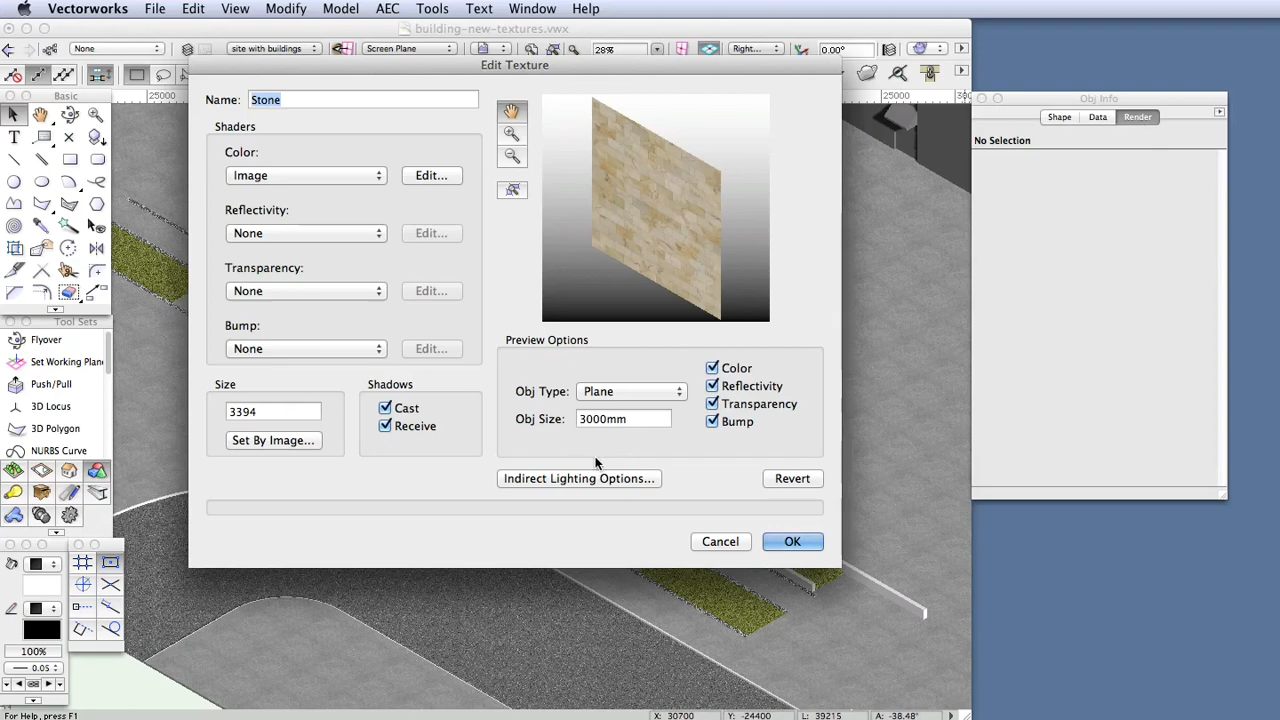 Vectorworks File Edit View Modify Model AEC Tools Text Window Help
building-new-textures.vwx
None site with buildings Screen Plane 28% Right... 0.00°
25000 25000
Edit Texture
Name: Stone
Shaders
Color:
Image Edit...
Reflectivity:
None Edit...
Transparency:
None Edit...
Bump:
None Edit...
Size
3394
Set By Image...
Shadows
Cast
Receive
Preview Options
Obj Type: Plane
Obj Size: 3000mm
Color
Reflectivity
Transparency
Bump
Indirect Lighting Options...
Revert
Cancel
OK
Basic
Tool Sets
Flyover
Set Working Plane
Push/Pull
3D Locus
3D Polygon
NURBS Curve
100%
0.05
Obj Info
Shape Data Render
No Selection
For Help, press F1
X: 30700 Y: -24400 L: 39215 A: -38.48°